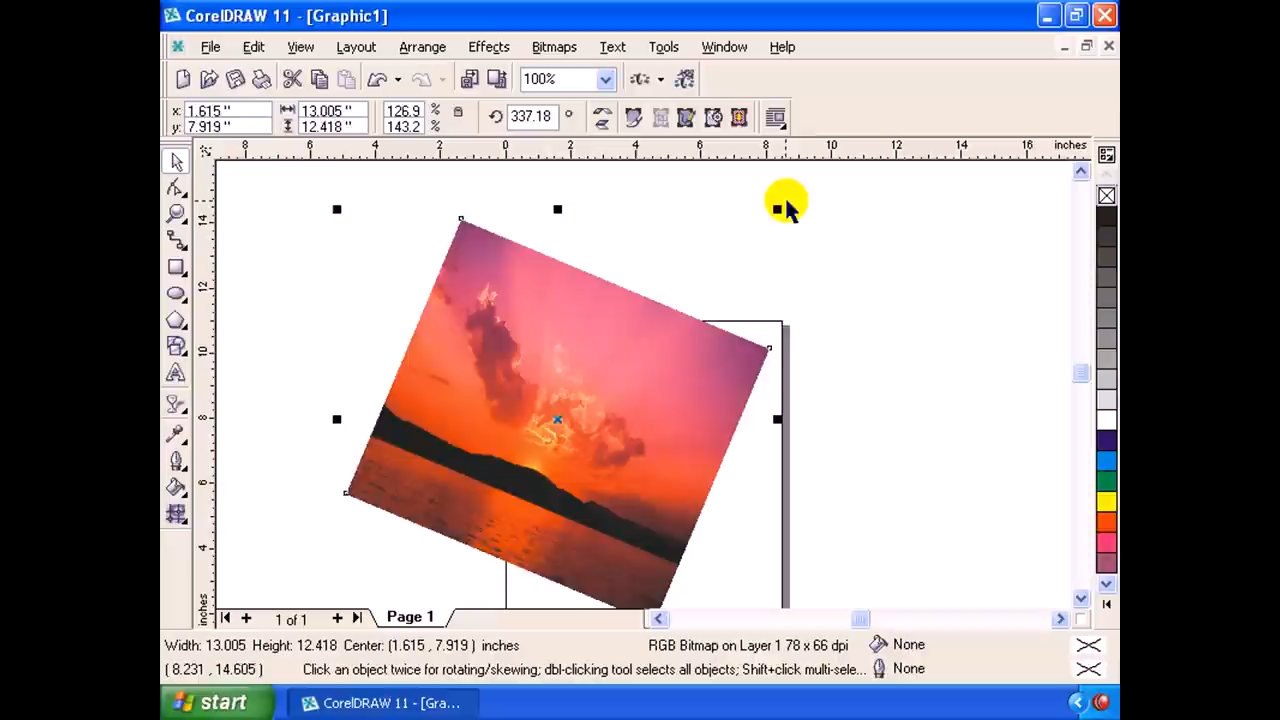 CorelDRAW 11 - [Graphic1]
File Edit View Layout Arrange Effects Bitmaps Text Tools Window Help
100%
x: 1.615 " 13.005 " 126.9 %
y: 7.919 " 12.418 " 143.2 %
337.18 °
8 6 4 2 0 2 4 6 8 10 12 14 16 inches
14
12
10
8
6
4
inches
1 of 1 Page 1
Width: 13.005 Height: 12.418 Center: (1.615 , 7.919 ) inches RGB Bitmap on Layer 1 78 x 66 dpi None
( 8.231 , 14.605 ) Click an object twice for rotating/skewing; dbl-clicking tool selects all objects; Shift+click multi-sele... None
start CorelDRAW 11 - [Gra...